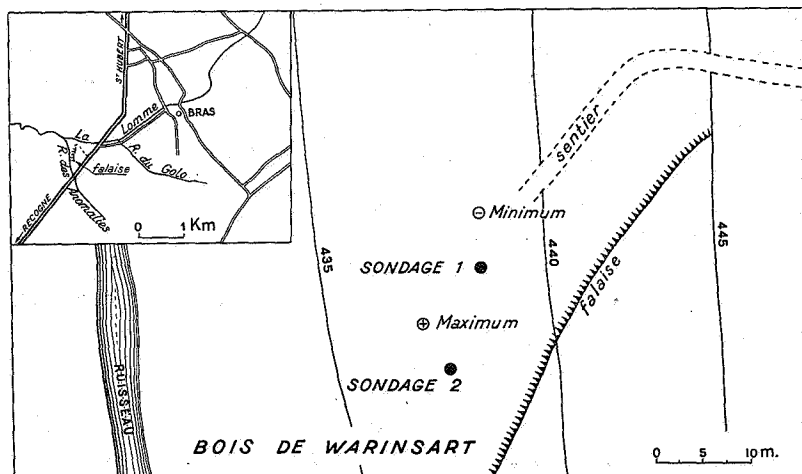 ST HUBERT
BRAS
La Lomme
R. du Golo
falaise
R. des Anomalies
RECOGNE
0 1 Km
sentier
Minimum
435
440
445
SONDAGE 1
falaise
Maximum
RUISSEAU
SONDAGE 2
BOIS DE WARINSART
0 5 10 m.